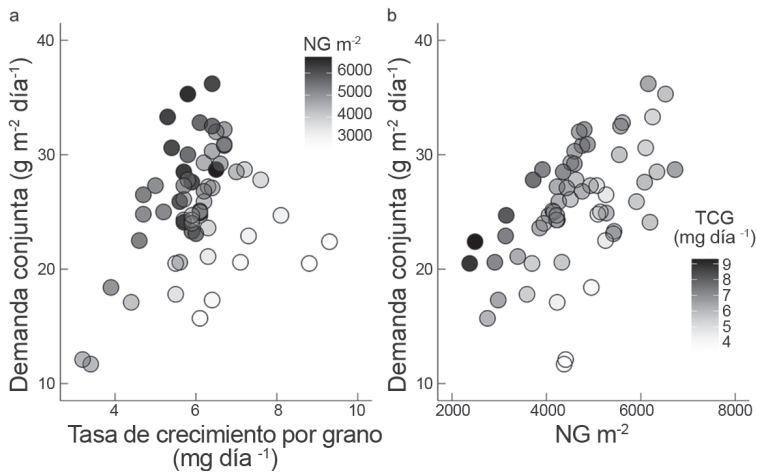 a
NG m-2
6000
5000
4000
3000
Demanda conjunta (g m-2 día-1)
40
30
20
10
4 6 8 10
Tasa de crecimiento por grano
(mg día -1)
b
Demanda conjunta (g m-2 día-1)
40
30
20
10
TCG
(mg día -1)
9
8
7
6
5
4
2000 4000 6000 8000
NG m-2